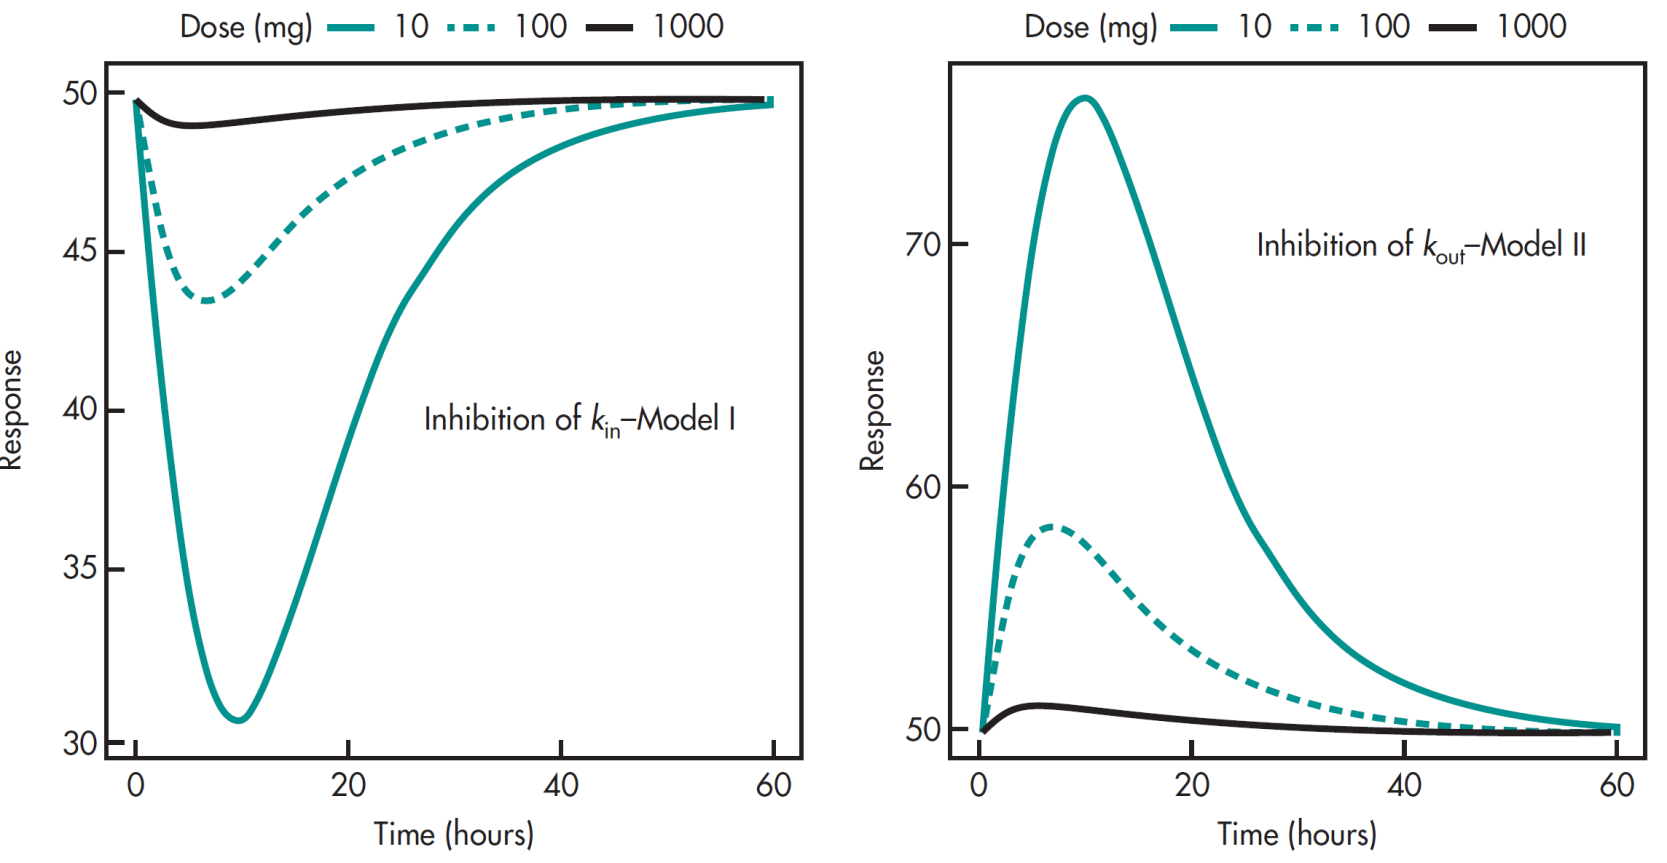 Dose (mg) 10 100 1000
50
45
40
35
30
Response
Inhibition of kin–Model I
0 20 40 60
Time (hours)
Dose (mg) 10 100 1000
70
60
50
Response
Inhibition of kout–Model II
0 20 40 60
Time (hours)